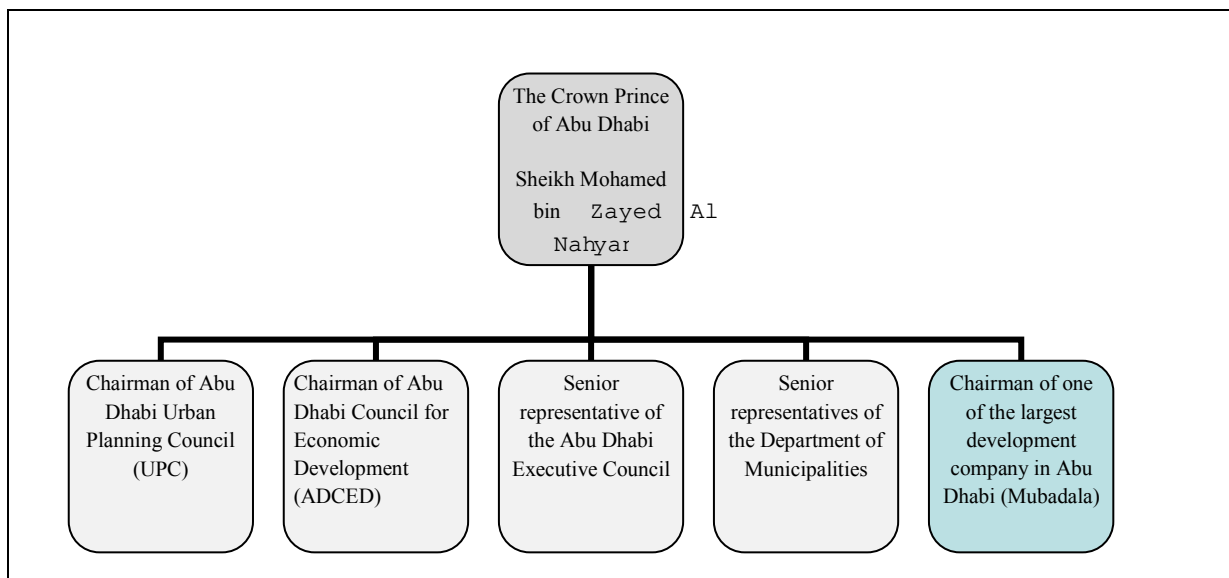 The Crown Prince
of Abu Dhabi
Sheikh Mohamed
bin Zayed Al
Nahyar
Chairman of Abu
Dhabi Urban
Planning Council
(UPC)
Chairman of Abu
Dhabi Council for
Economic
Development
(ADCED)
Senior
representative of
the Abu Dhabi
Executive Council
Senior
representatives of
the Department of
Municipalities
Chairman of one
of the largest
development
company in Abu
Dhabi (Mubadala)